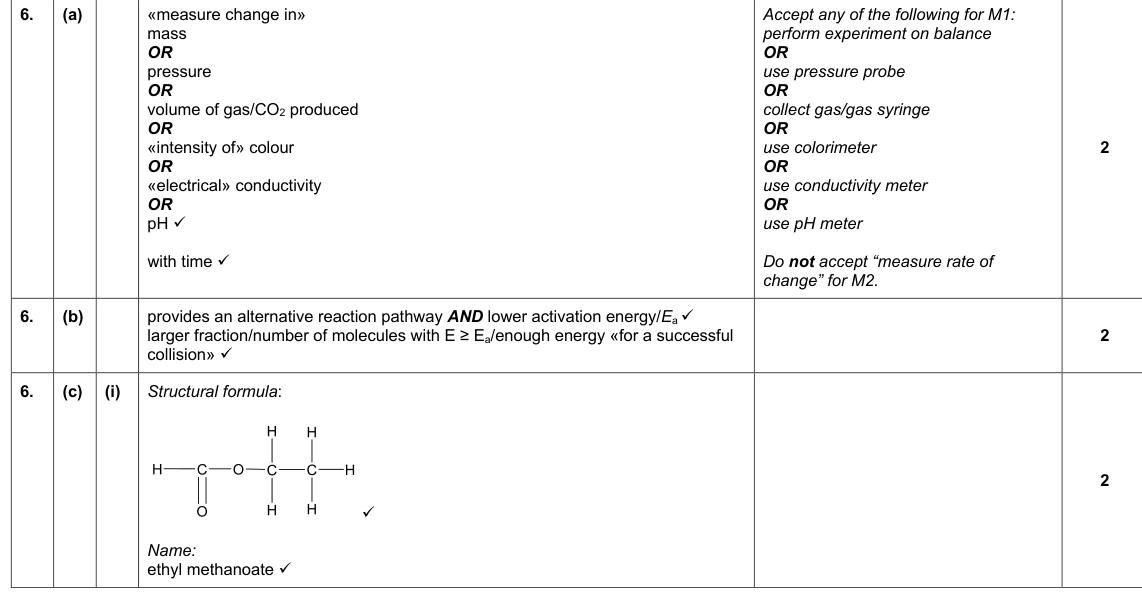 6. (a) «measure change in»
mass
OR
pressure
OR
volume of gas/CO₂ produced
OR
«intensity of» colour
OR
«electrical» conductivity
OR
pH ✓
with time ✓
Accept any of the following for M1:
perform experiment on balance
OR
use pressure probe
OR
collect gas/gas syringe
OR
use colorimeter
OR
use conductivity meter
OR
use pH meter
Do not accept “measure rate of
change” for M2.
2
6. (b) provides an alternative reaction pathway AND lower activation energy/Eₐ ✓
larger fraction/number of molecules with E ≥ Eₐ/enough energy «for a successful
collision» ✓
2
6. (c) (i) Structural formula:
H H
H C O C C H
O H H ✓
Name:
ethyl methanoate ✓
2